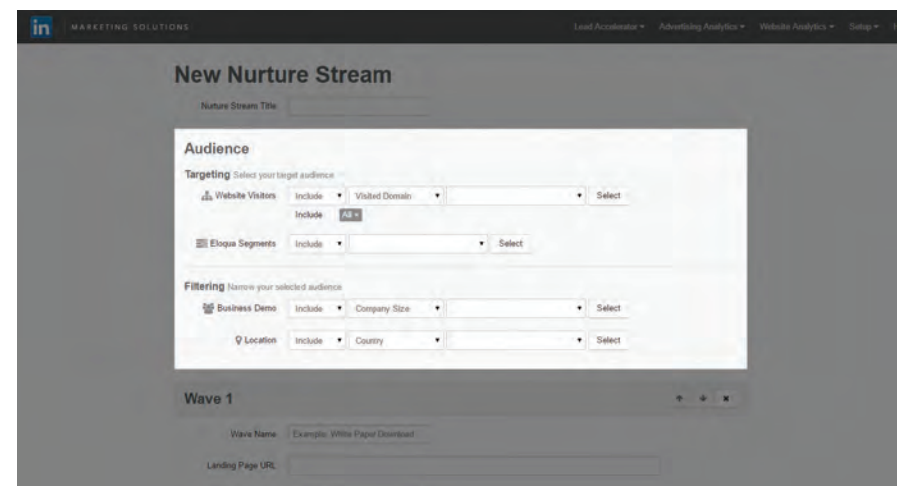 in MARKETING SOLUTIONS Lead Accelerator Advertising Analytics Website Analytics Setup
New Nurture Stream
Nurture Stream Title
Audience
Targeting Select your target audience
Website Visitors Include Visited Domain Select
Include All
Eloqua Segments Include Select
Filtering Narrow your selected audience
Business Demo Include Company Size Select
Location Include Country Select
Wave 1
Wave Name Example: White Paper Download
Landing Page URL